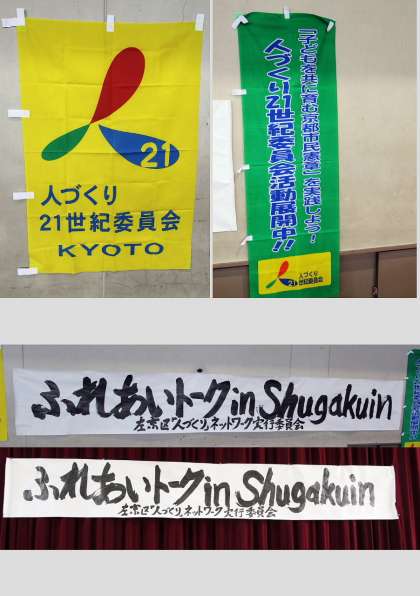 21
人づくり
21世紀委員会
KYOTO
「子どもを共に育む京都市民憲章」を実践しよう!
人づくり21世紀委員会活動展開中!!
人づくり
21世紀委員会
ふれあいトークin Shugakuin
左京区“人づくり”ネットワーク実行委員会
ふれあいトークin Shugakuin
左京区“人づくり”ネットワーク実行委員会